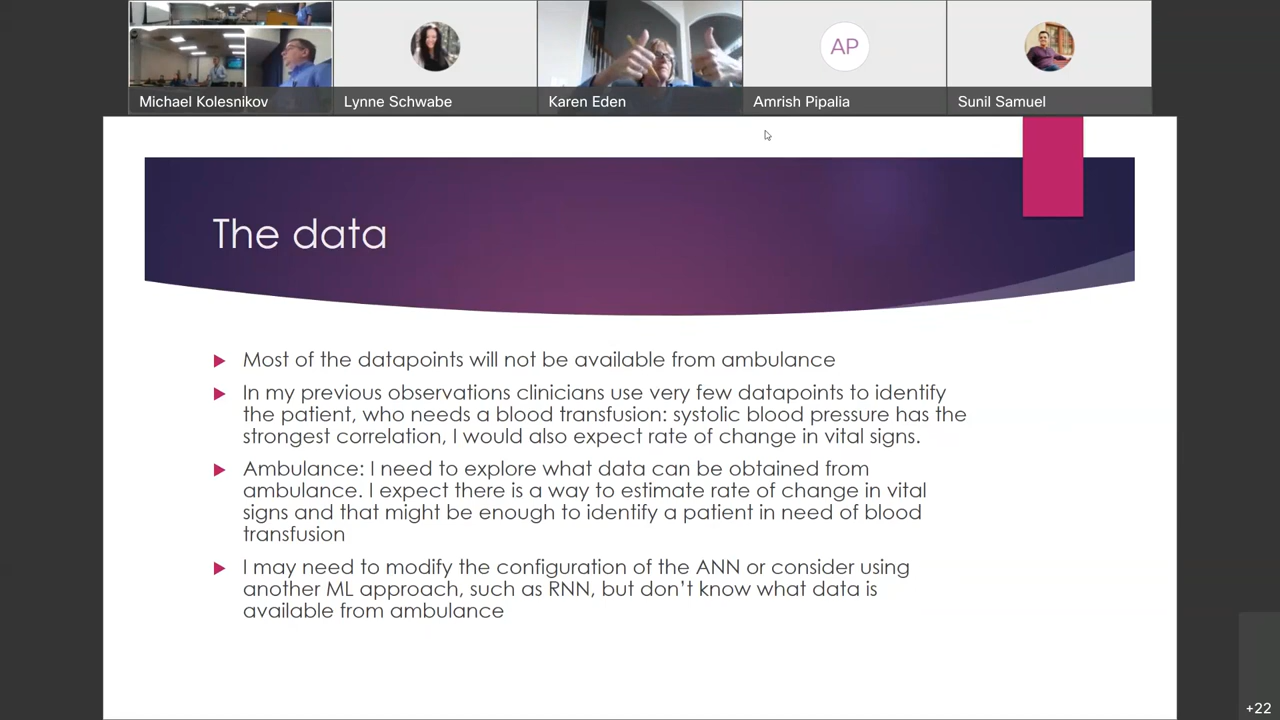 Michael Kolesnikov
Lynne Schwabe
Karen Eden
AP
Amrish Pipalia
Sunil Samuel
The data
Most of the datapoints will not be available from ambulance
In my previous observations clinicians use very few datapoints to identify
the patient, who needs a blood transfusion: systolic blood pressure has the
strongest correlation, I would also expect rate of change in vital signs.
Ambulance: I need to explore what data can be obtained from
ambulance. I expect there is a way to estimate rate of change in vital
signs and that might be enough to identify a patient in need of blood
transfusion
I may need to modify the configuration of the ANN or consider using
another ML approach, such as RNN, but don’t know what data is
available from ambulance
+22